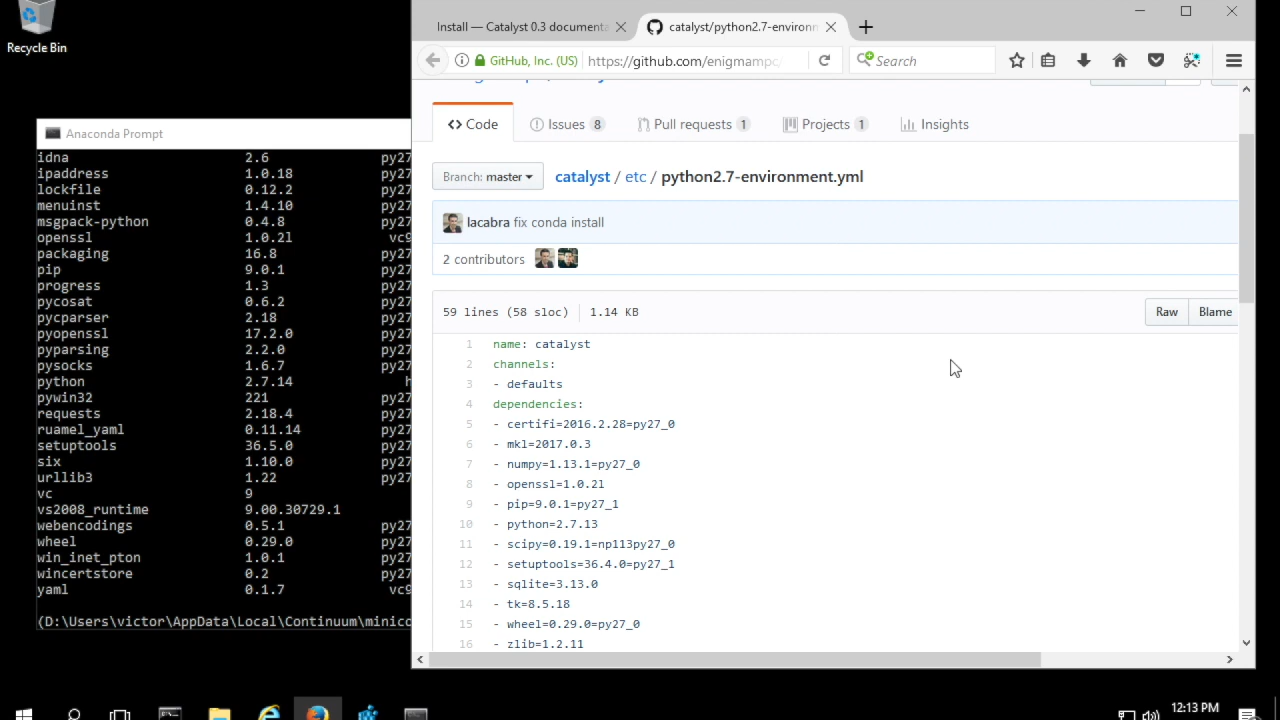 Recycle Bin
Anaconda Prompt
idna 2.6 py27
ipaddress 1.0.18 py27
lockfile 0.12.2 py27
menuinst 1.4.10 py27
msgpack-python 0.4.8 py27
openssl 1.0.2l vc9
packaging 16.8 py27
pip 9.0.1 py27
progress 1.3 py27
pycosat 0.6.2 py27
pycparser 2.18 py27
pyopenssl 17.2.0 py27
pyparsing 2.2.0 py27
pysocks 1.6.7 py27
python 2.7.14 h
pywin32 221 py27
requests 2.18.4 py27
ruamel_yaml 0.11.14 py27
setuptools 36.5.0 py27
six 1.10.0 py27
urllib3 1.22 py27
vc 9
vs2008_runtime 9.00.30729.1
webencodings 0.5.1 py27
wheel 0.29.0 py27
win_inet_pton 1.0.1 py27
wincertstore 0.2 py27
yaml 0.1.7 vc9
(D:\Users\victor\AppData\Local\Continuum\minico
Install — Catalyst 0.3 documenta
catalyst/python2.7-environm
GitHub, Inc. (US) https://github.com/enigmampc/
Search
<> Code Issues 8 Pull requests 1 Projects 1 Insights
Branch: master catalyst / etc / python2.7-environment.yml
lacabra fix conda install
2 contributors
59 lines (58 sloc) 1.14 KB Raw Blame
1 name: catalyst
2 channels:
3 - defaults
4 dependencies:
5 - certifi=2016.2.28=py27_0
6 - mkl=2017.0.3
7 - numpy=1.13.1=py27_0
8 - openssl=1.0.2l
9 - pip=9.0.1=py27_1
10 - python=2.7.13
11 - scipy=0.19.1=np113py27_0
12 - setuptools=36.4.0=py27_1
13 - sqlite=3.13.0
14 - tk=8.5.18
15 - wheel=0.29.0=py27_0
16 - zlib=1.2.11
12:13 PM